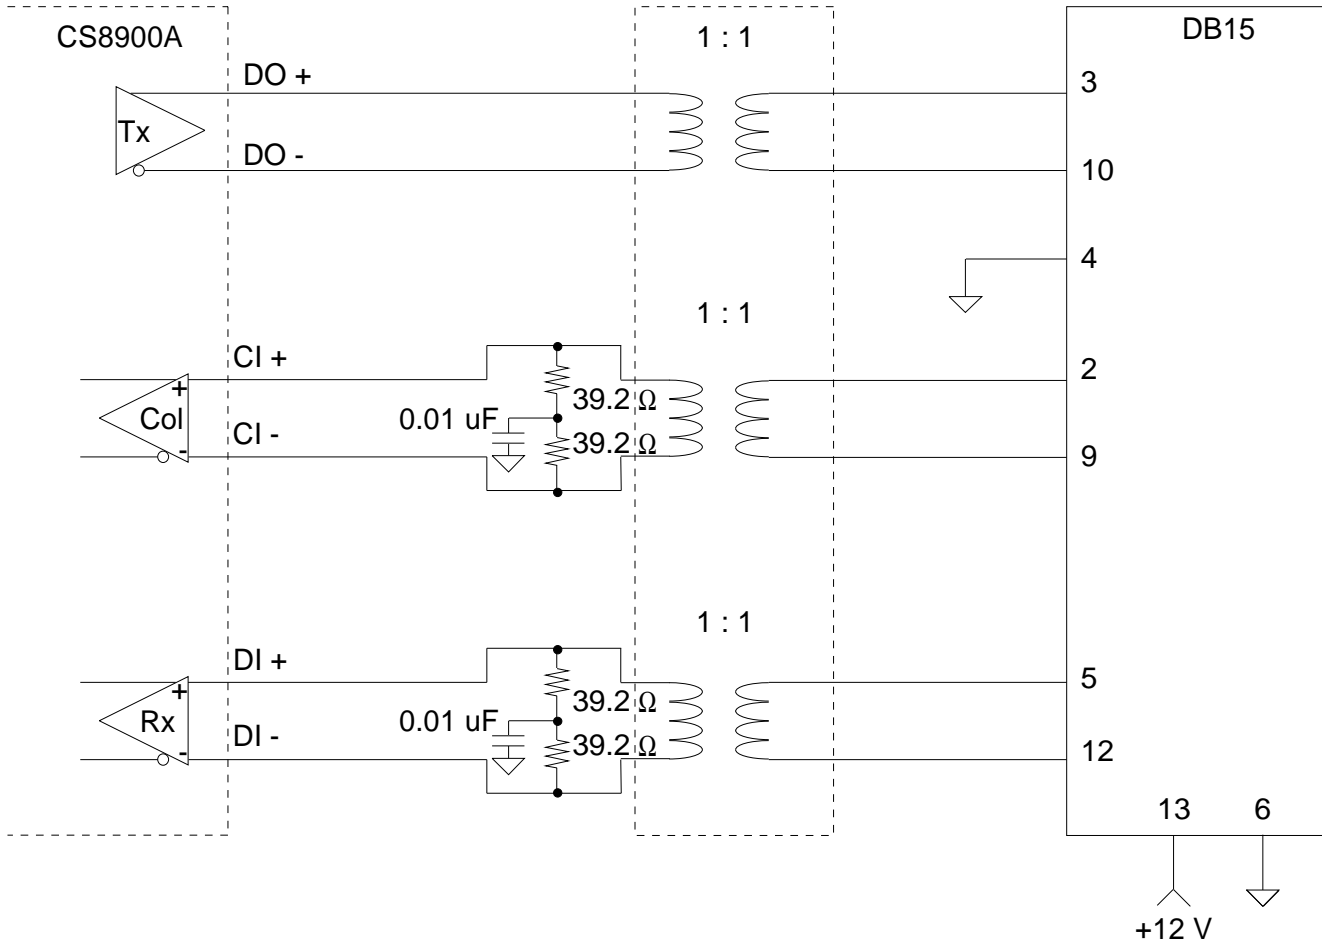 CS8900A
1 : 1
DB15
DO +
3
Tx
DO -
10
4
1 : 1
CI +
2
+
39.2 Ω
Col
0.01 uF
CI -
39.2 Ω
9
-
1 : 1
DI +
5
+
39.2 Ω
Rx
0.01 uF
DI -
39.2 Ω
12
-
13
6
+12 V